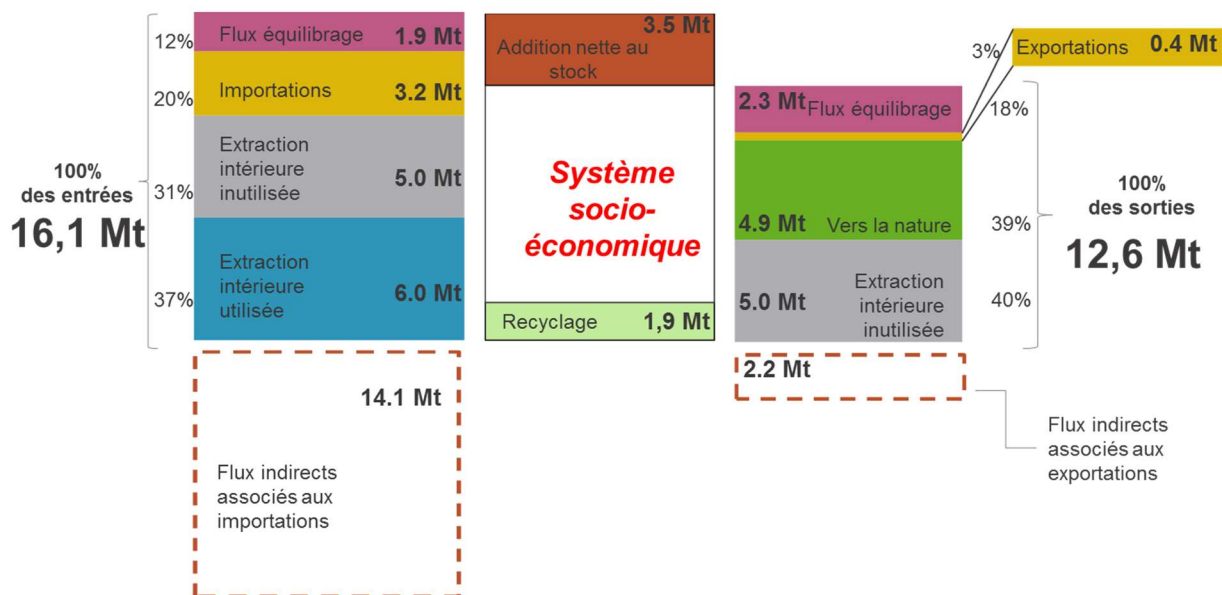 100%
des entrées
16,1 Mt
12%
Flux équilibrage 1.9 Mt
20%
Importations 3.2 Mt
31%
Extraction
intérieure 5.0 Mt
inutilisée
37%
Extraction
intérieure 6.0 Mt
utilisée
14.1 Mt
Flux indirects
associés aux
importations
3.5 Mt
Addition nette au
stock
Système
socio-
économique
Recyclage 1,9 Mt
3%
Exportations 0.4 Mt
2.3 Mt Flux équilibrage
18%
4.9 Mt Vers la nature
39%
Extraction
5.0 Mt intérieure
inutilisée
40%
100%
des sorties
12,6 Mt
2.2 Mt
Flux indirects
associés aux
exportations